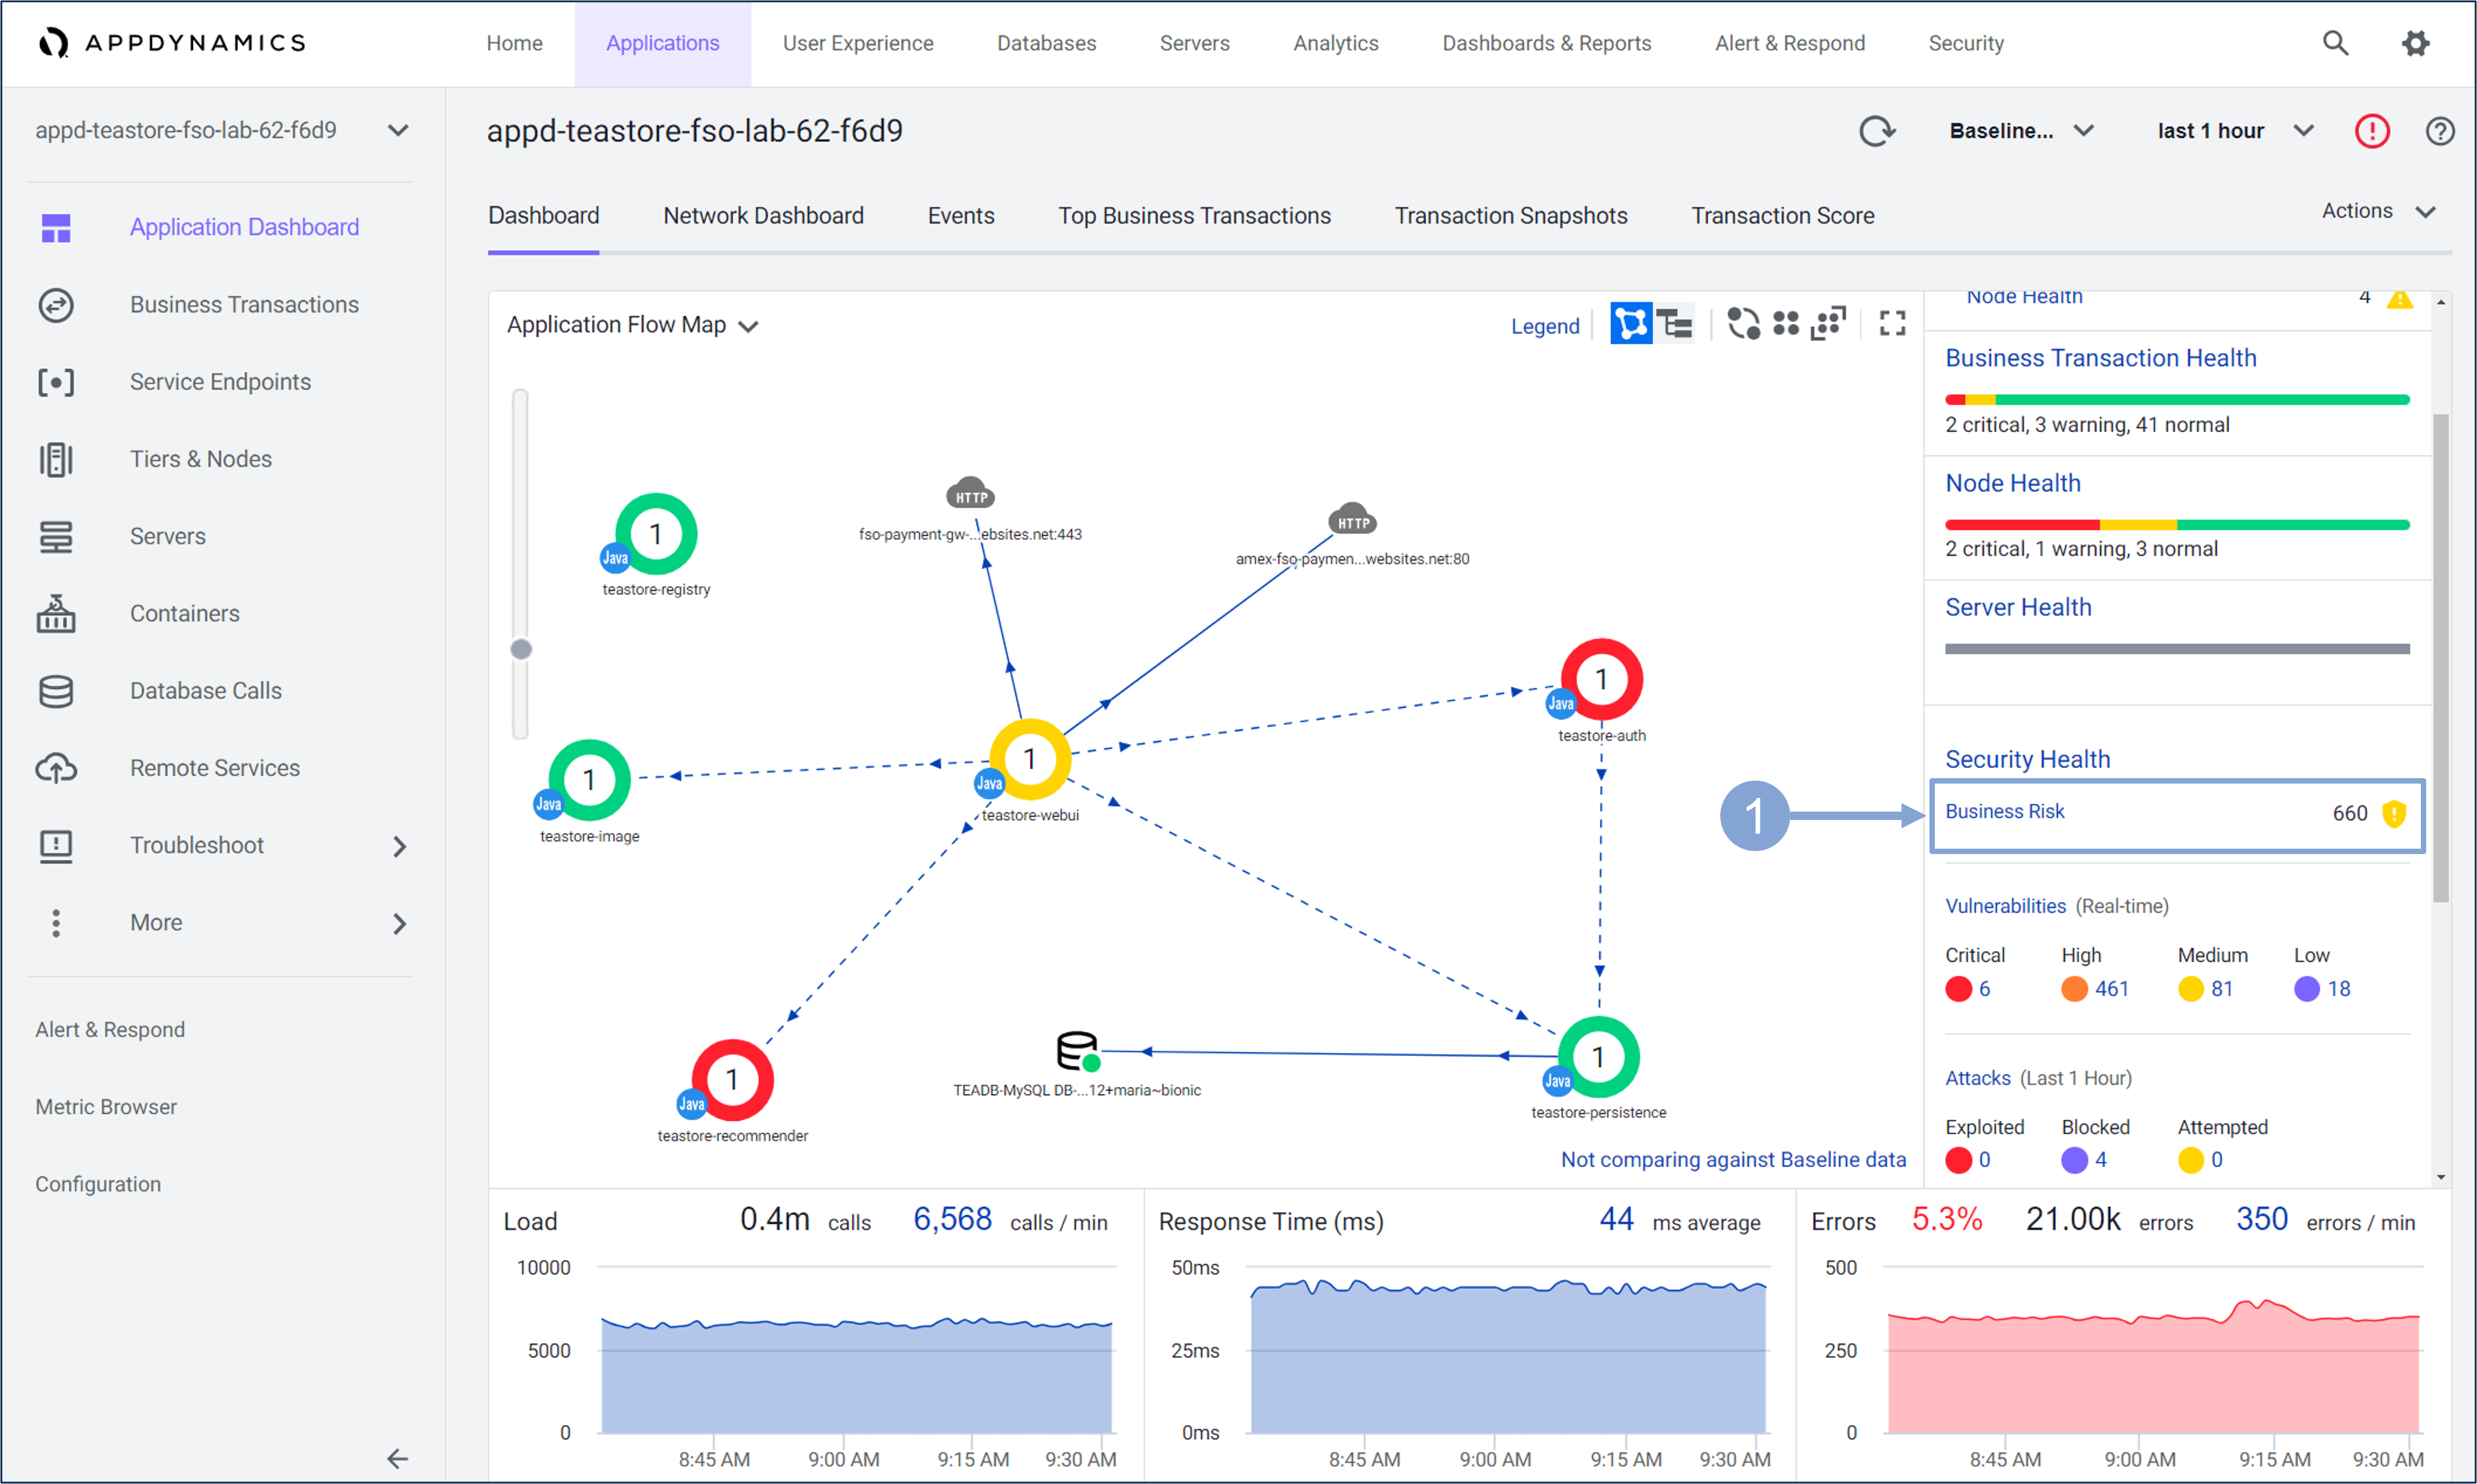 APPDYNAMICS
Home
Applications
User Experience
Databases
Servers
Analytics
Dashboards & Reports
Alert & Respond
Security
appd-teastore-fso-lab-62-f6d9
Application Dashboard
Business Transactions
Service Endpoints
Tiers & Nodes
Servers
Containers
Database Calls
Remote Services
Troubleshoot
More
Alert & Respond
Metric Browser
Configuration
appd-teastore-fso-lab-62-f6d9
Baseline...
last 1 hour
Dashboard
Network Dashboard
Events
Top Business Transactions
Transaction Snapshots
Transaction Score
Actions
Application Flow Map
Legend
HTTP
fso-payment-gw-...ebsites.net:443
HTTP
amex-fso-paymen...websites.net:80
1
Java
teastore-registry
1
Java
teastore-auth
1
Java
teastore-webui
1
Java
teastore-image
1
Java
teastore-recommender
TEADB-MySQL DB-...12+maria~bionic
1
Java
teastore-persistence
Not comparing against Baseline data
Node Health 4
Business Transaction Health
2 critical, 3 warning, 41 normal
Node Health
2 critical, 1 warning, 3 normal
Server Health
Security Health
1
Business Risk 660
Vulnerabilities (Real-time)
Critical High Medium Low
6 461 81 18
Attacks (Last 1 Hour)
Exploited Blocked Attempted
0 4 0
Load 0.4m calls 6,568 calls / min
10000
5000
0
8:45 AM 9:00 AM 9:15 AM 9:30 AM
Response Time (ms) 44 ms average
50ms
25ms
0ms
8:45 AM 9:00 AM 9:15 AM 9:30 AM
Errors 5.3% 21.00k errors 350 errors / min
500
250
0
8:45 AM 9:00 AM 9:15 AM 9:30 AM